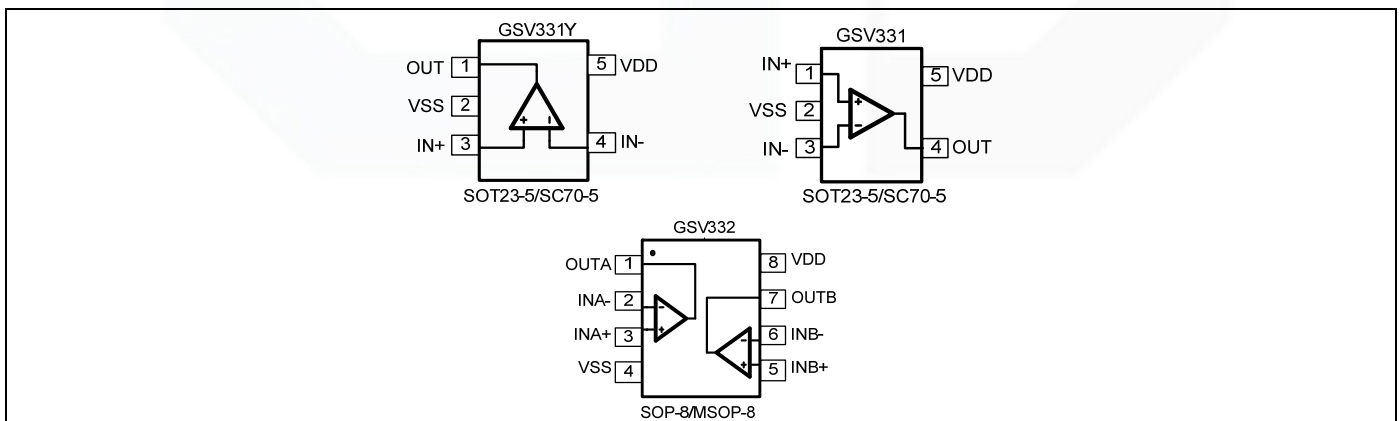 GSV331Y
OUT 1 5 VDD
VSS 2
IN+ 3 4 IN-
+ -
SOT23-5/SC70-5
GSV331
IN+ 1 5 VDD
VSS 2
IN- 3 4 OUT
+
-
SOT23-5/SC70-5
GSV332
OUTA 1 8 VDD
INA- 2 7 OUTB
INA+ 3 6 INB-
VSS 4 5 INB+
-
+
-
+
SOP-8/MSOP-8